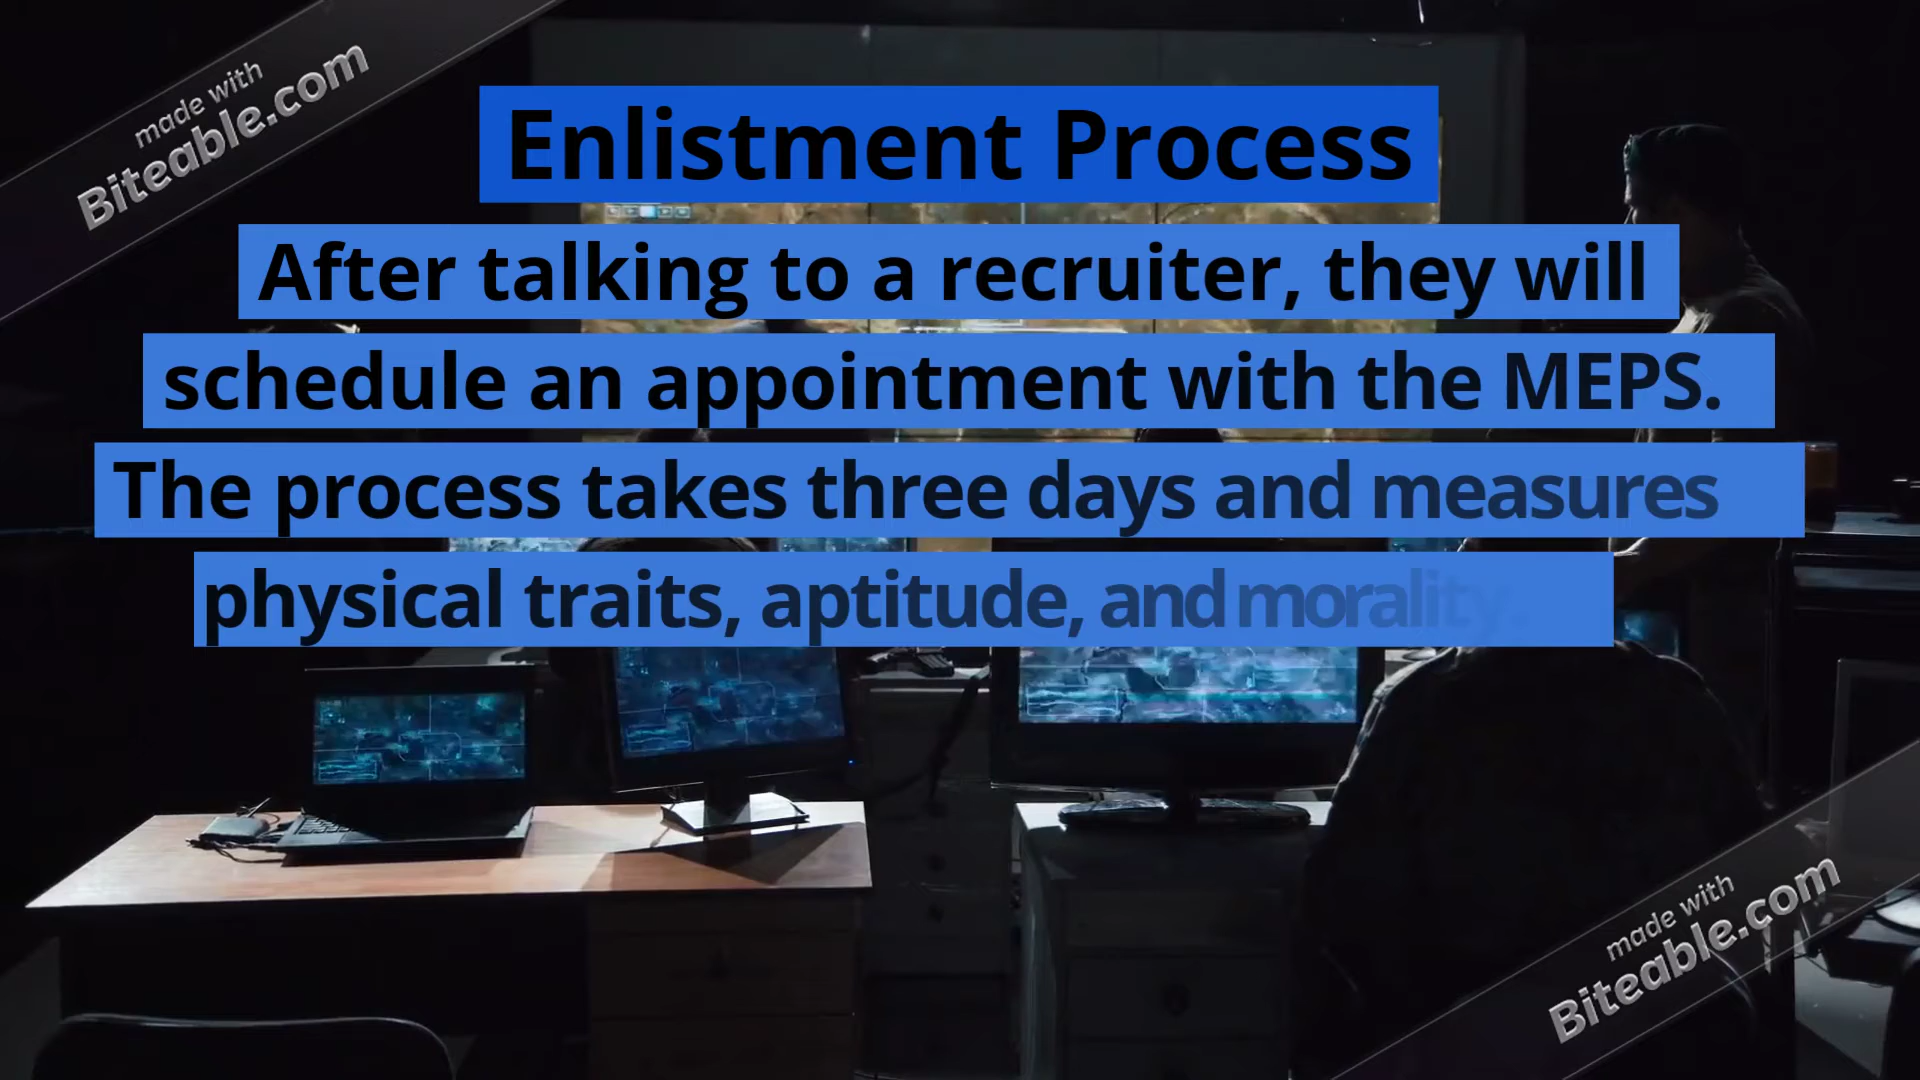 made with
Biteable.com
Enlistment Process
After talking to a recruiter, they will
schedule an appointment with the MEPS.
The process takes three days and measures
physical traits, aptitude, and morality.
made with
Biteable.com